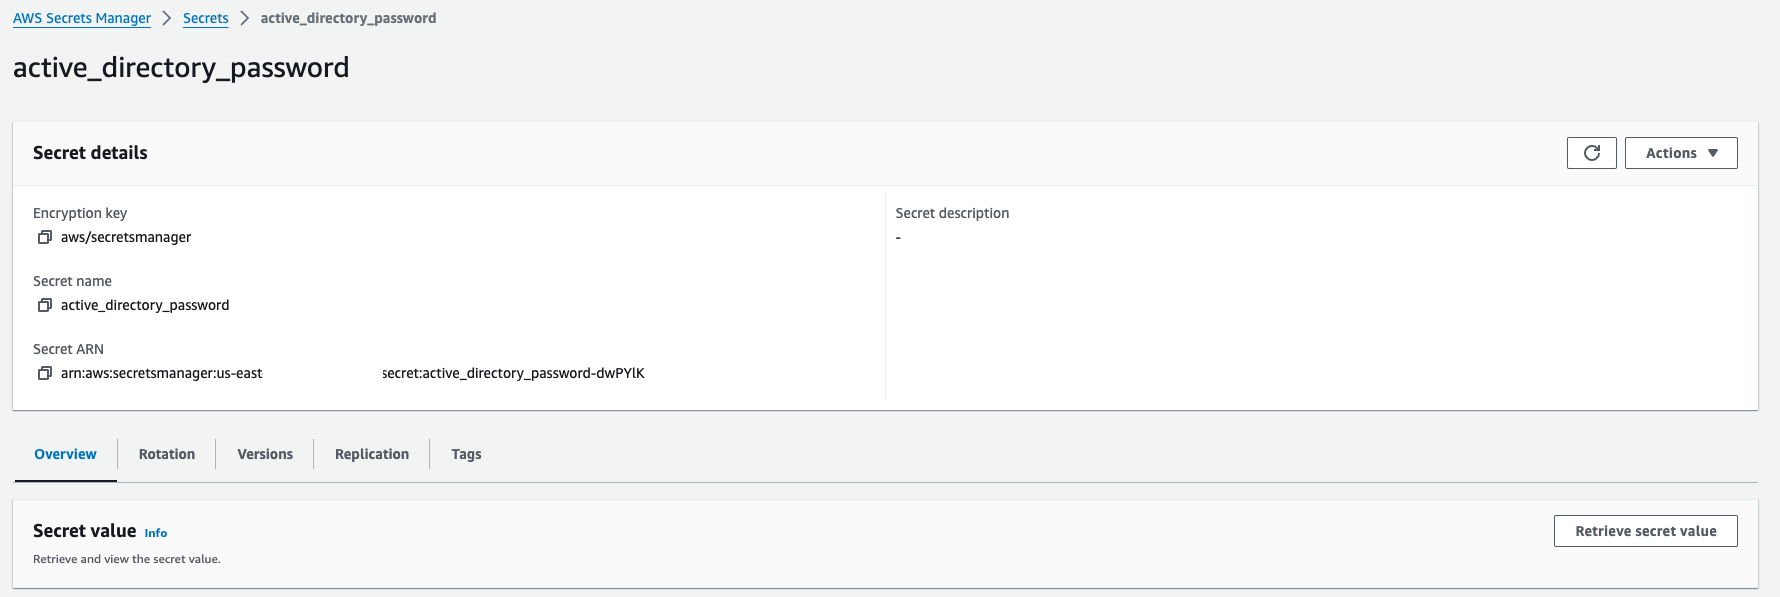 AWS Secrets Manager > Secrets > active_directory_password
active_directory_password
Secret details
Actions
Encryption key
aws/secretsmanager
Secret name
active_directory_password
Secret ARN
arn:aws:secretsmanager:us-east secret:active_directory_password-dwPYlK
Secret description
-
Overview
Rotation
Versions
Replication
Tags
Secret value Info
Retrieve and view the secret value.
Retrieve secret value